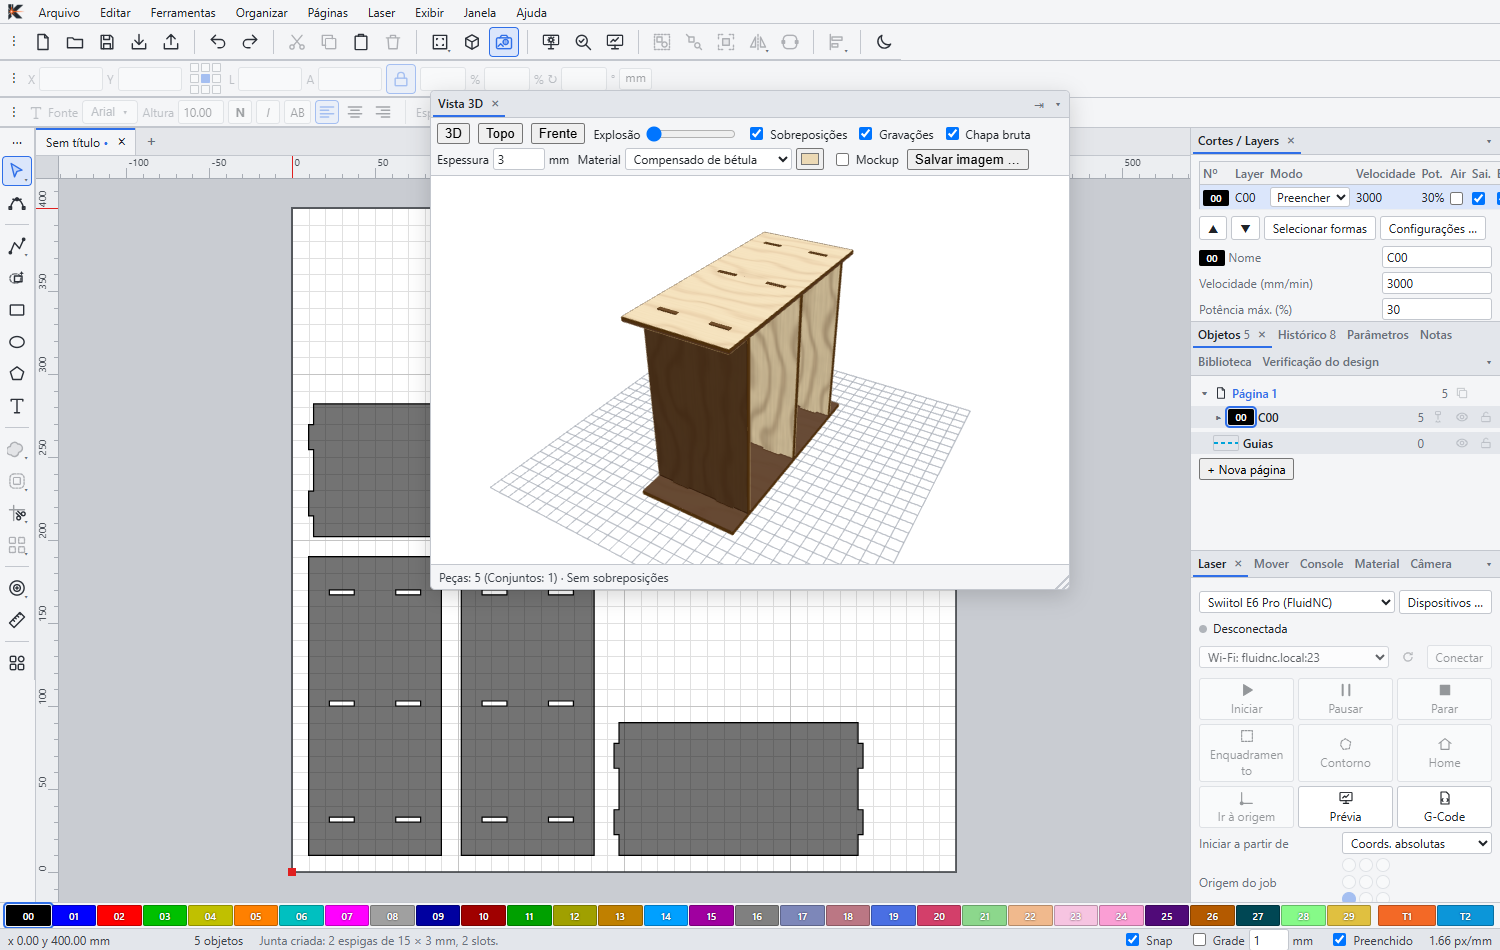 Arquivo Editar Ferramentas Organizar Páginas Laser Exibir Janela Ajuda
X Y L A % % ° mm
Fonte Arial Altura 10.00 N I AB Esp
Vista 3D
3D Topo Frente Explosão Sobreposições Gravações Chapa bruta
Espessura 3 mm Material Compensado de bétula Mockup Salvar imagem ...
Peças: 5 (Conjuntos: 1) · Sem sobreposições
Sem título • × +
-100 -50 0 50 500
400
350
300
250
200
150
100
50
0
Cortes / Layers
Nº Layer Modo Velocidade Pot. Air Sai. E
00 C00 Preencher 3000 30%
▲ ▼ Selecionar formas Configurações ...
00 Nome C00
Velocidade (mm/min) 3000
Potência máx. (%) 30
Objetos 5 Histórico 8 Parâmetros Notas
Biblioteca Verificação do design
Página 1 5
00 C00 5
Guias 0
+ Nova página
Laser Mover Console Material Câmera
Swiitol E6 Pro (FluidNC) Dispositivos ...
Desconectada
Wi-Fi: fluidnc.local:23 Conectar
Iniciar Pausar Parar
Enquadramen
to Contorno Home
Ir à origem Prévia G-Code
Iniciar a partir de Coords. absolutas
Origem do job
00 01 02 03 04 05 06 07 08 09 10 11 12 13 14 15 16 17 18 19 20 21 22 23 24 25 26 27 28 29 T1 T2
x 0.00 y 400.00 mm 5 objetos Junta criada: 2 espigas de 15 × 3 mm, 2 slots. Snap Grade 1 mm Preenchido 1.66 px/mm